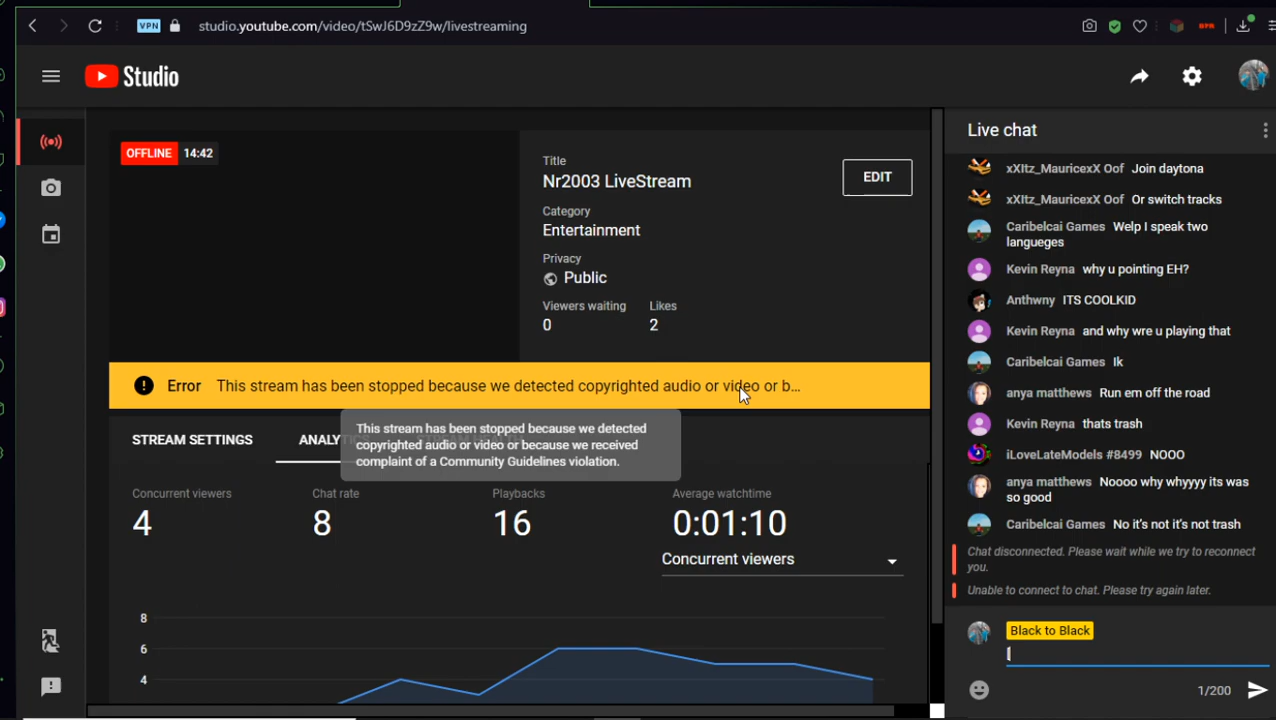 VPN studio.youtube.com/video/tSwJ6D9zZ9w/livestreaming
Studio
OFFLINE 14:42
Title
Nr2003 LiveStream
EDIT
Category
Entertainment
Privacy
Public
Viewers waiting Likes
0 2
Error This stream has been stopped because we detected copyrighted audio or video or b...
This stream has been stopped because we detected
copyrighted audio or video or because we received
complaint of a Community Guidelines violation.
STREAM SETTINGS
Concurrent viewers Chat rate Playbacks Average watchtime
4 8 16 0:01:10
Concurrent viewers
8
6
4
Live chat
xXItz_MauricexX Oof Join daytona
xXItz_MauricexX Oof Or switch tracks
Caribelcai Games Welp I speak two
langueges
Kevin Reyna why u pointing EH?
Anthwny ITS COOLKID
Kevin Reyna and why wre u playing that
Caribelcai Games Ik
anya matthews Run em off the road
Kevin Reyna thats trash
iLoveLateModels #8499 NOOO
anya matthews Noooo why whyyyy its was
so good
Caribelcai Games No it's not it's not trash
Chat disconnected. Please wait while we try to reconnect
you.
Unable to connect to chat. Please try again later.
Black to Black
1/200